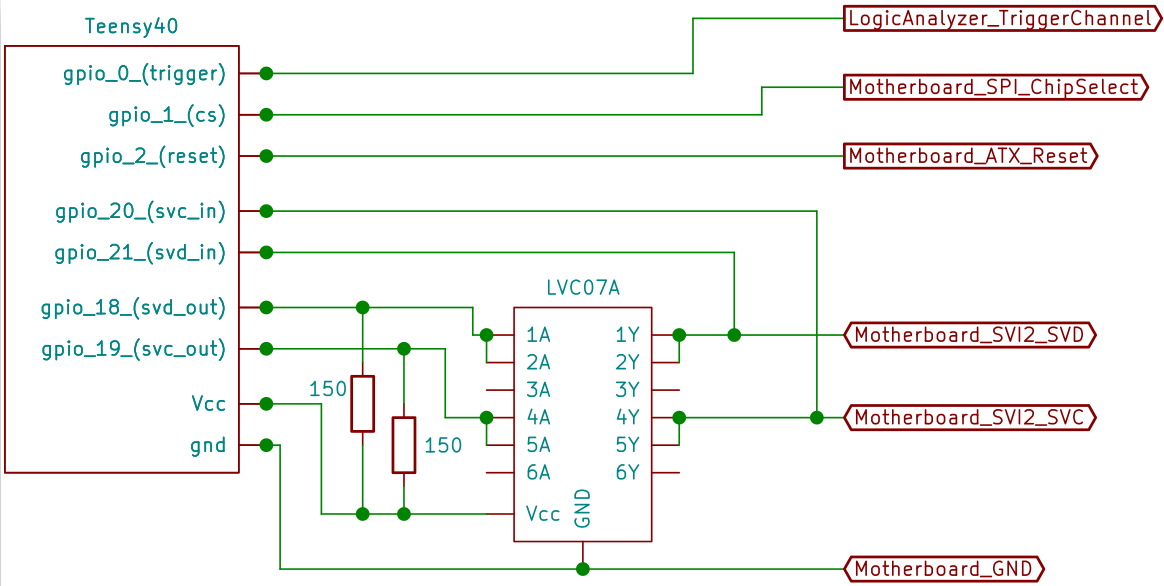 Teensy40
LogicAnalyzer_TriggerChannel
gpio_0_(trigger)
Motherboard_SPI_ChipSelect
gpio_1_(cs)
gpio_2_(reset)
Motherboard_ATX_Reset
gpio_20_(svc_in)
gpio_21_(svd_in)
gpio_18_(svd_out)
gpio_19_(svc_out)
Vcc
gnd
150
150
LVC07A
1A 1Y
2A 2Y
3A 3Y
4A 4Y
5A 5Y
6A 6Y
Vcc
GND
Motherboard_SVI2_SVD
Motherboard_SVI2_SVC
Motherboard_GND